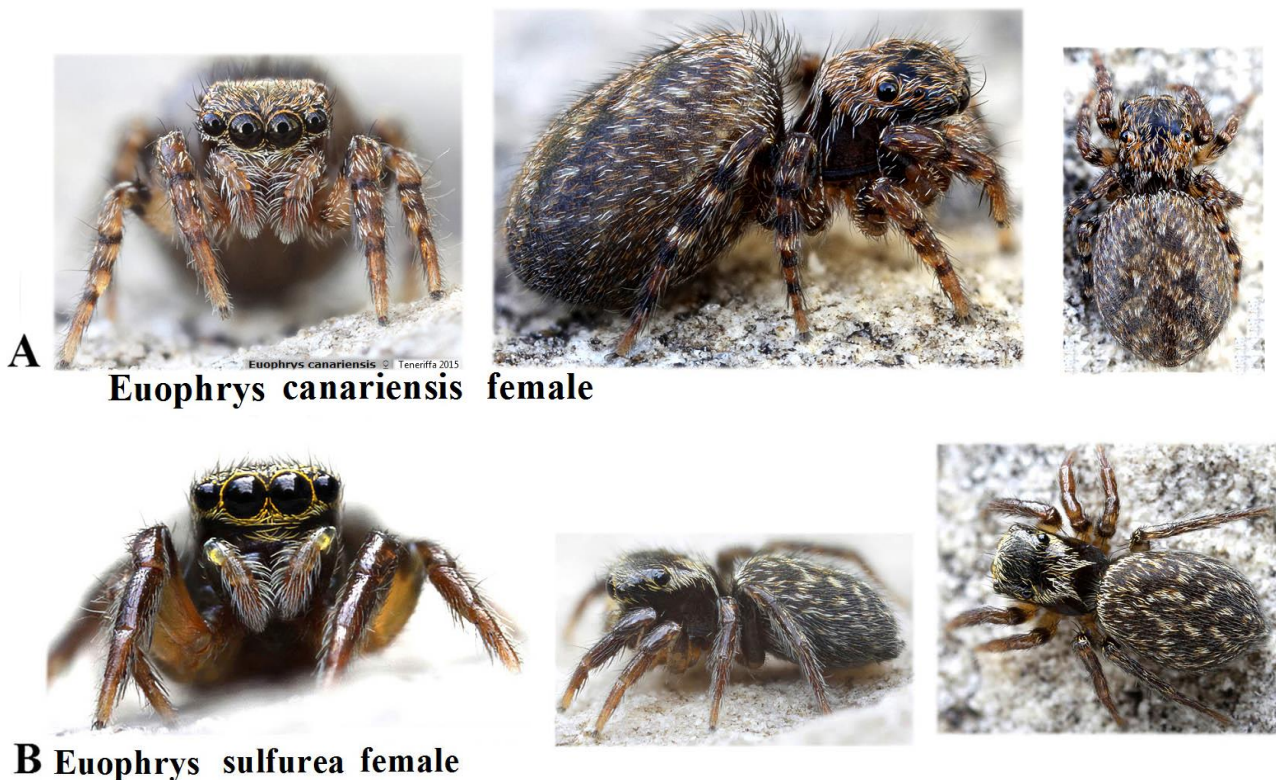 A
Euophrys canariensis ♀ | Teneriffa 2015
Euophrys canariensis female
B Euophrys sulfurea female